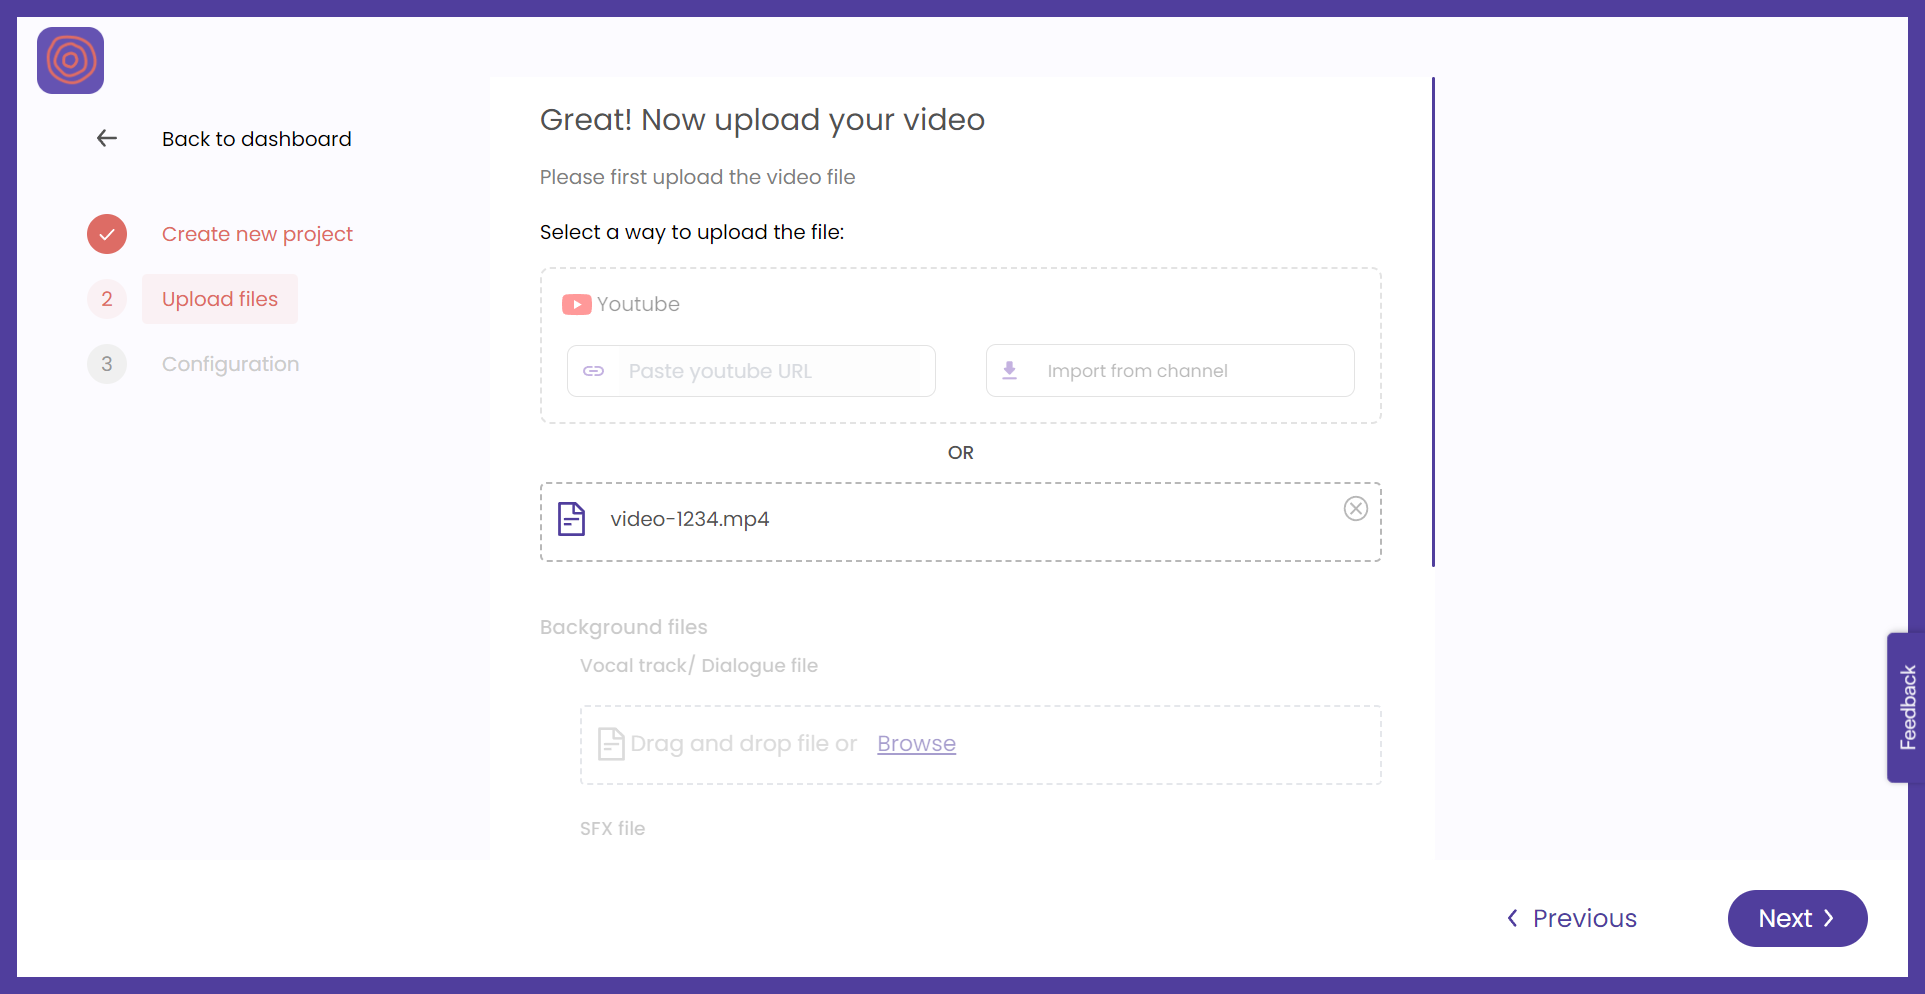 Back to dashboard
Create new project
2 Upload files
3 Configuration
Great! Now upload your video
Please first upload the video file
Select a way to upload the file:
Youtube
Paste youtube URL
Import from channel
OR
video-1234.mp4
Background files
Vocal track/ Dialogue file
Drag and drop file or Browse
SFX file
Feedback
Previous
Next